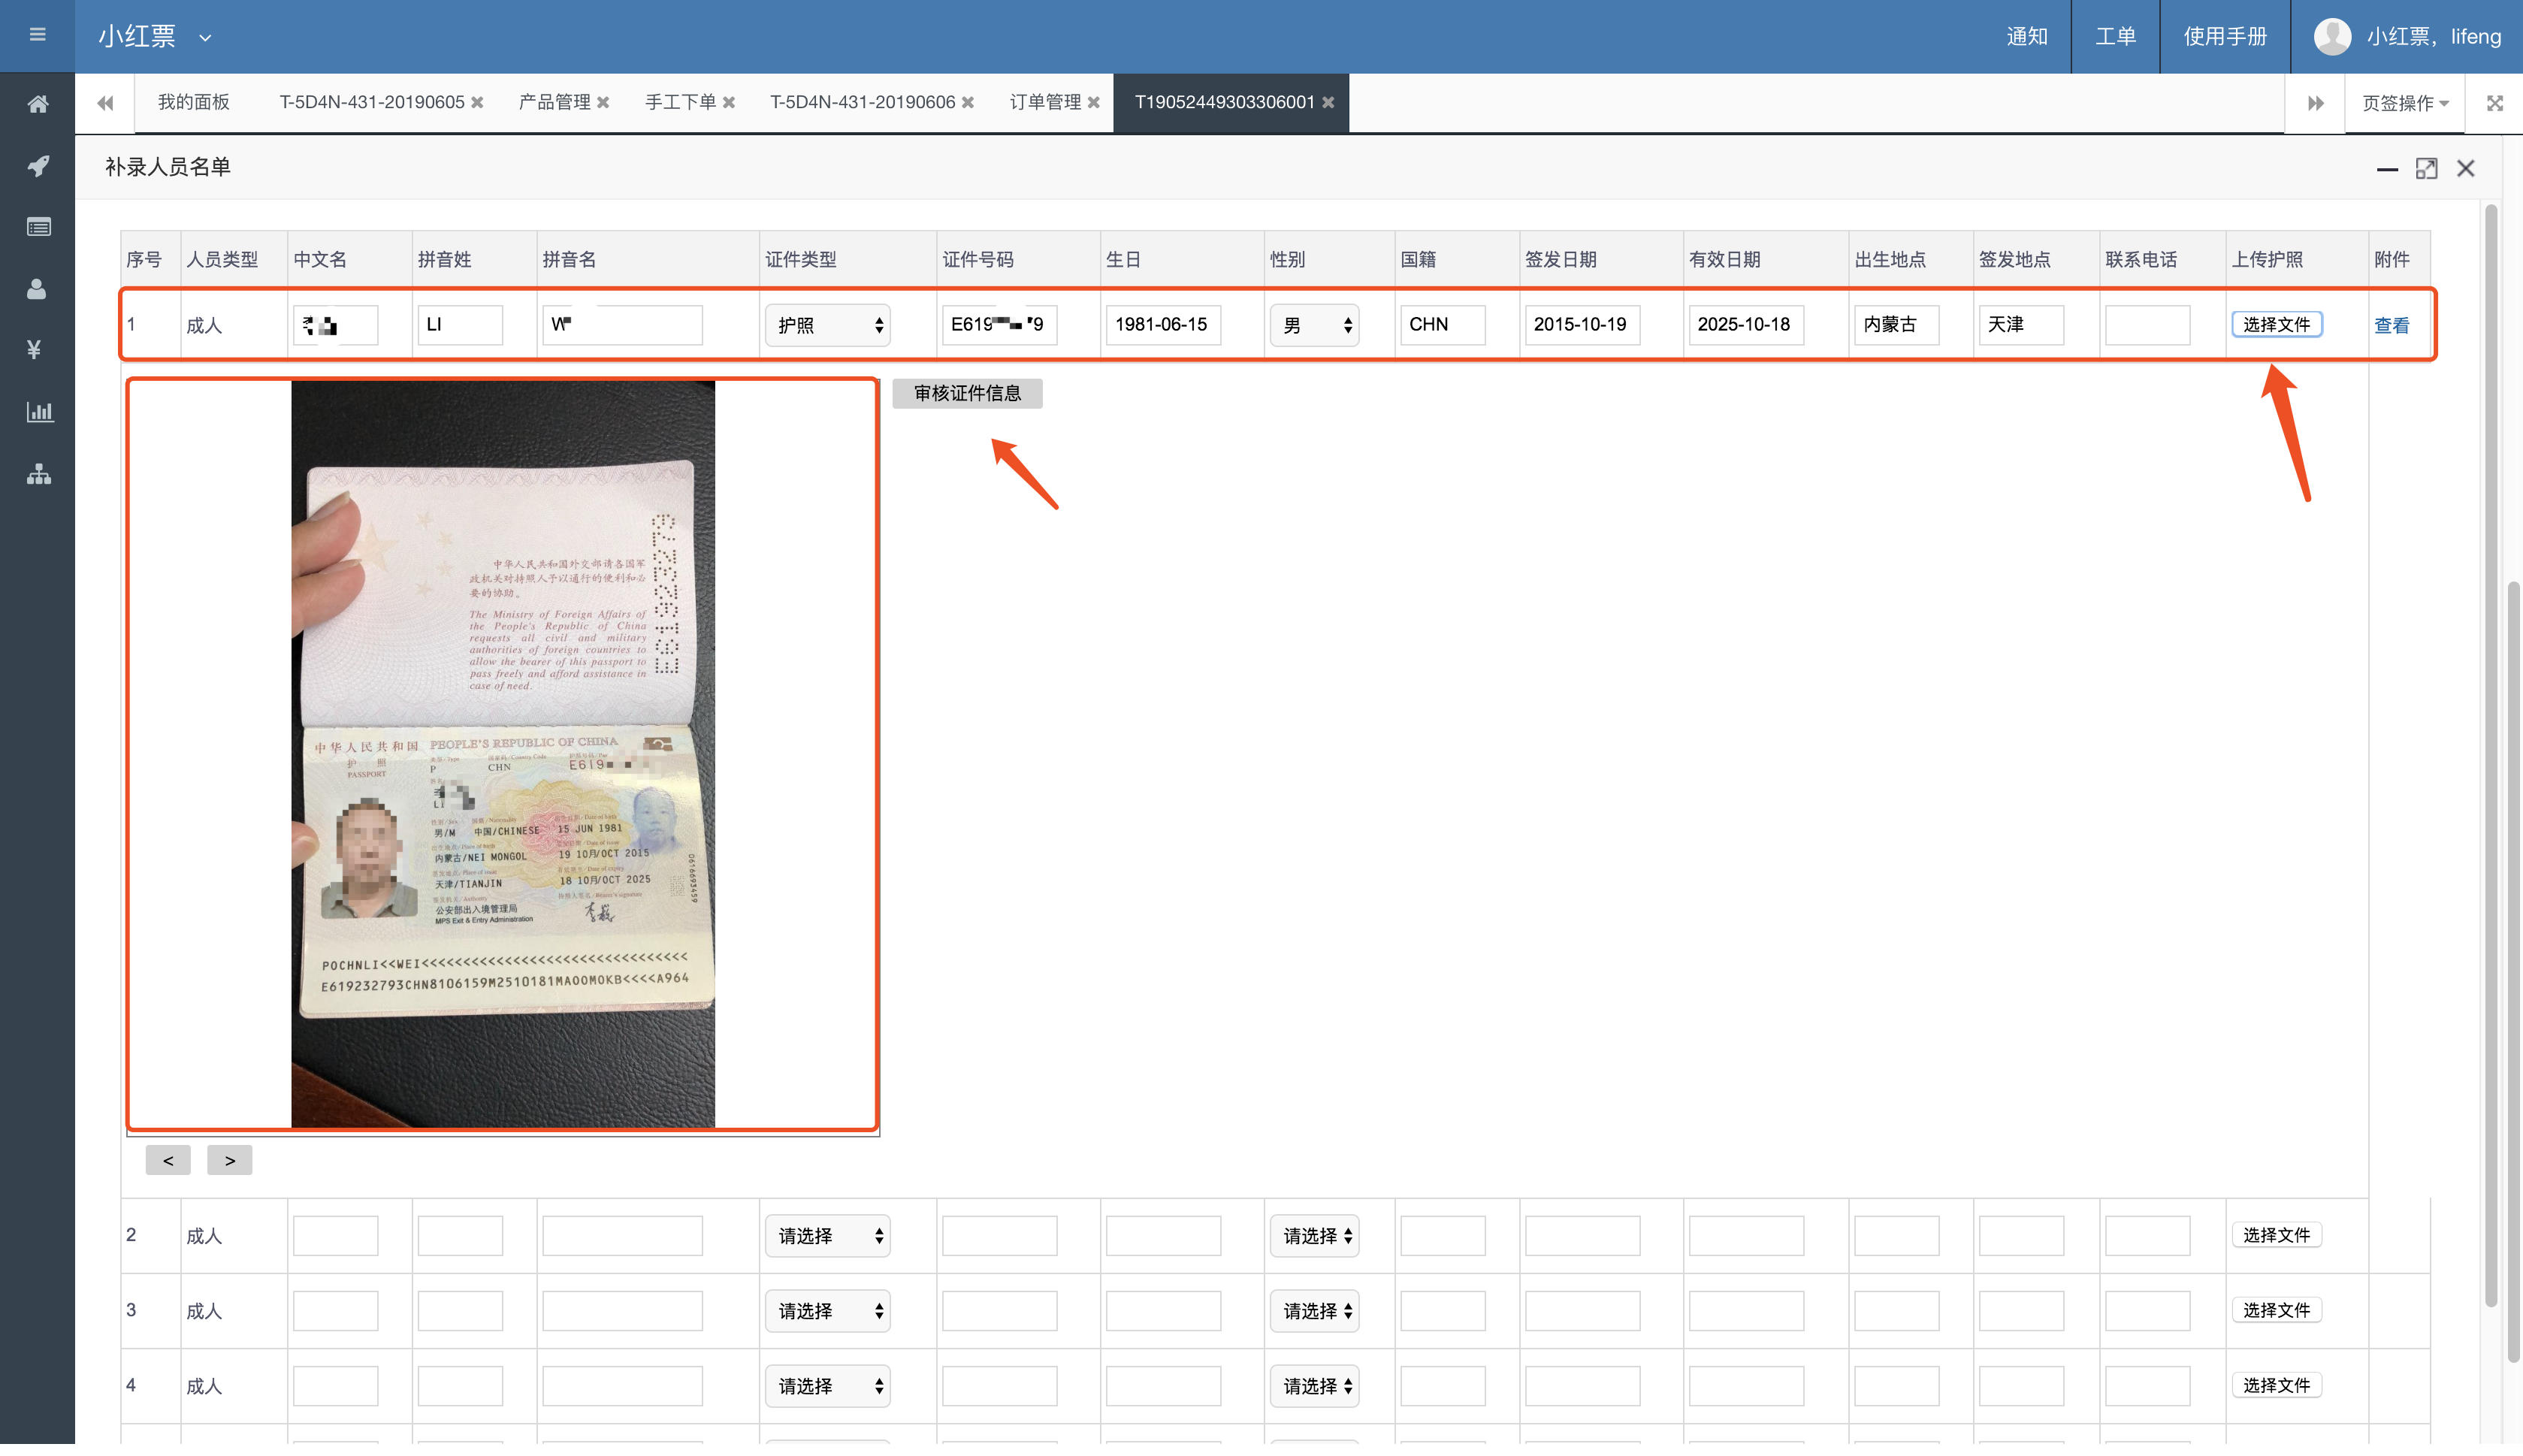 小红票
通知 工单 使用手册 小红票，lifeng
我的面板 T-5D4N-431-20190605 产品管理 手工下单 T-5D4N-431-20190606 订单管理 T19052449303306001 页签操作
补录人员名单
序号 人员类型 中文名 拼音姓 拼音名 证件类型 证件号码 生日 性别 国籍 签发日期 有效日期 出生地点 签发地点 联系电话 上传护照 附件
1 成人 LI W 护照 E619 9 1981-06-15 男 CHN 2015-10-19 2025-10-18 内蒙古 天津 选择文件 查看
审核证件信息
中华人民共和国外交部请各国军
政机关对持照人予以通行的便利和必
要的协助。
The Ministry of Foreign Affairs of
the People's Republic of China
requests all civil and military
authorities of foreign countries to
allow the bearer of this passport to
pass freely and afford assistance in
case of need.
中华人民共和国 PEOPLE'S REPUBLIC OF CHINA
护 照
PASSPORT
P CHN E619
LI
男/M 中国/CHINESE 15 JUN 1981
内蒙古/NEI MONGOL 19 10月/OCT 2015
天津/TIANJIN 18 10月/OCT 2025
公安部出入境管理局
MPS Exit & Entry Administration
< >
2 成人 请选择 请选择 选择文件
3 成人 请选择 请选择 选择文件
4 成人 请选择 请选择 选择文件